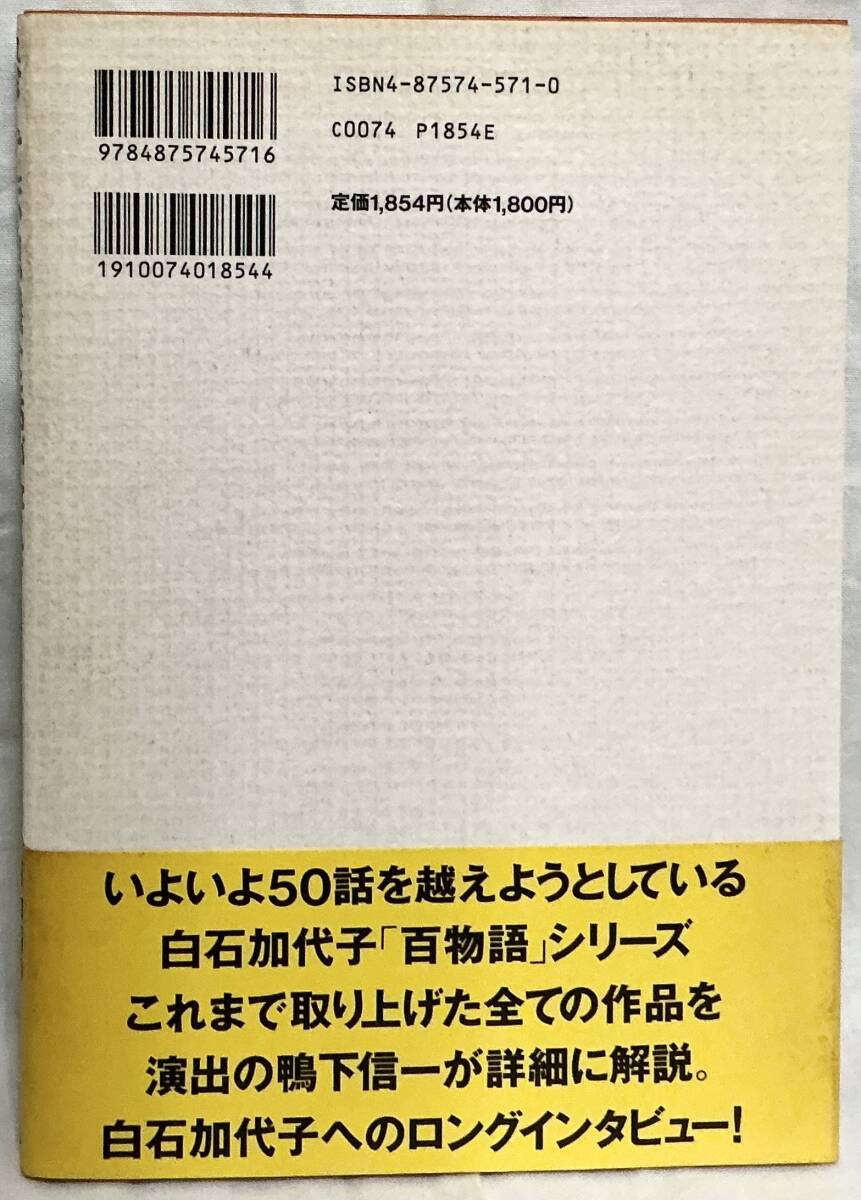 ISBN4-87574-571-0
C0074 P1854E
9784875745716
定価1,854円(本体1,800円)
1910074018544
いよいよ50話を越えようとしている
白石加代子「百物語」シリーズ
これまで取り上げた全ての作品を
演出の鴨下信一が詳細に解説。
白石加代子へのロングインタビュー!